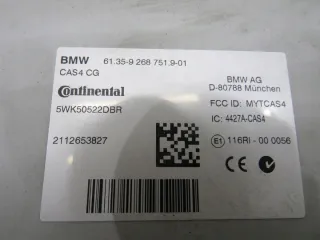 BMW 61.35-9 268 751.9-01
CAS4 CG
BMW AG
D-80788 München
Continental
5WK50522DBR
FCC ID: MYTCAS4
IC: 4427A-CAS4
2112653827
E1 116RI - 00 0056
CE